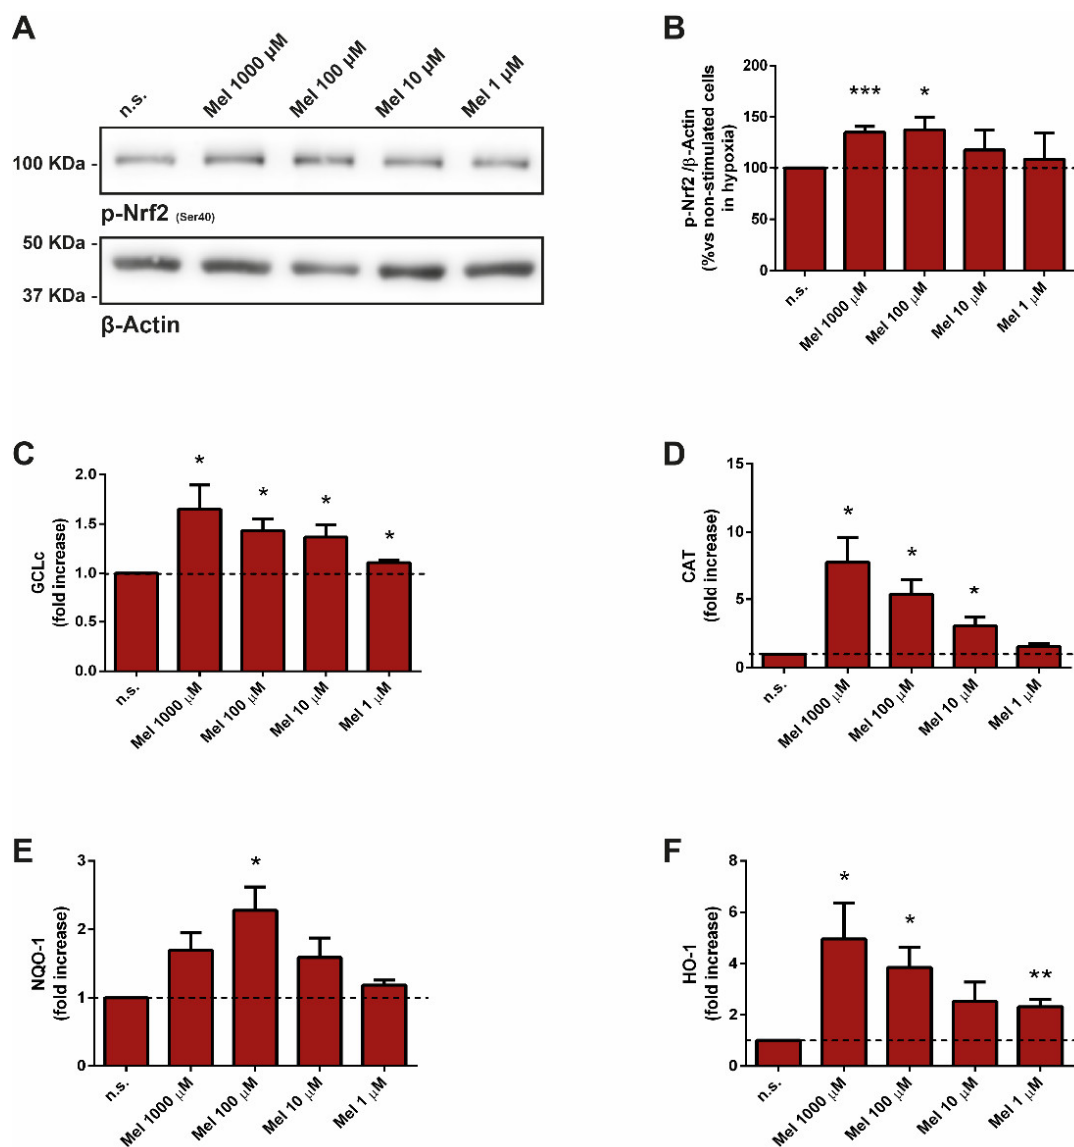 A
n.s.
Mel 1000 µM
Mel 100 µM
Mel 10 µM
Mel 1 µM
100 KDa -
p-Nrf2 (Ser40)
50 KDa -
37 KDa -
β-Actin
B
p-Nrf2 /β-Actin
(%vs non-stimulated cells
in hypoxia)
200
150
100
50
0
*** *
n.s.
Mel 1000 µM
Mel 100 µM
Mel 10 µM
Mel 1 µM
C
GCLc
(fold increase)
2.0
1.5
1.0
0.5
0.0
* * * *
n.s.
Mel 1000 µM
Mel 100 µM
Mel 10 µM
Mel 1 µM
D
CAT
(fold increase)
15
10
5
0
* * *
n.s.
Mel 1000 µM
Mel 100 µM
Mel 10 µM
Mel 1 µM
E
NQO-1
(fold increase)
3
2
1
0
*
n.s.
Mel 1000 µM
Mel 100 µM
Mel 10 µM
Mel 1 µM
F
HO-1
(fold increase)
8
6
4
2
0
* * **
n.s.
Mel 1000 µM
Mel 100 µM
Mel 10 µM
Mel 1 µM